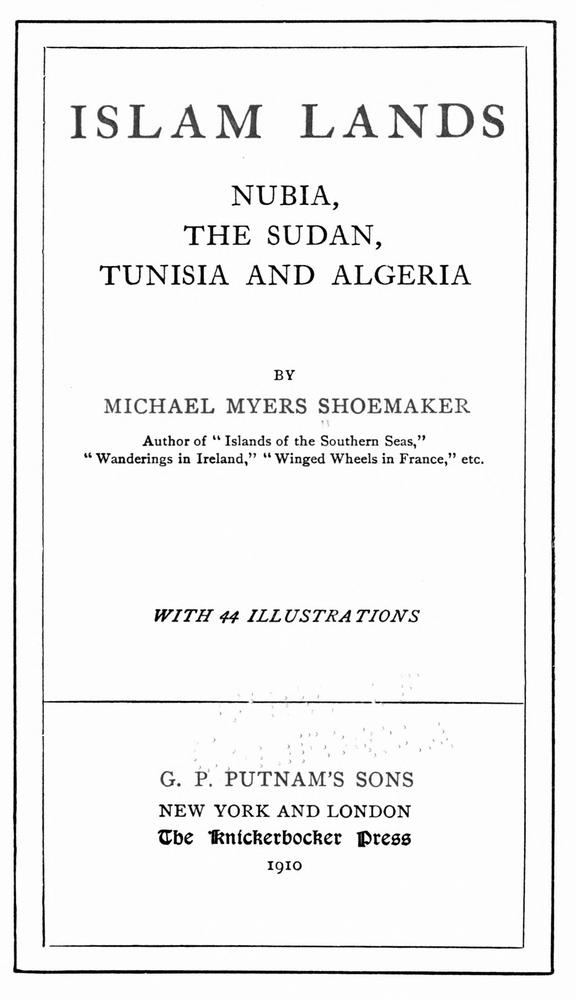 ISLAM LANDS
NUBIA,
THE SUDAN,
TUNISIA AND ALGERIA
BY
MICHAEL MYERS SHOEMAKER
Author of “Islands of the Southern Seas,”
“Wanderings in Ireland,” “Winged Wheels in France,” etc.
WITH 44 ILLUSTRATIONS
G. P. PUTNAM'S SONS
NEW YORK AND LONDON
The Knickerbocker Press
1910